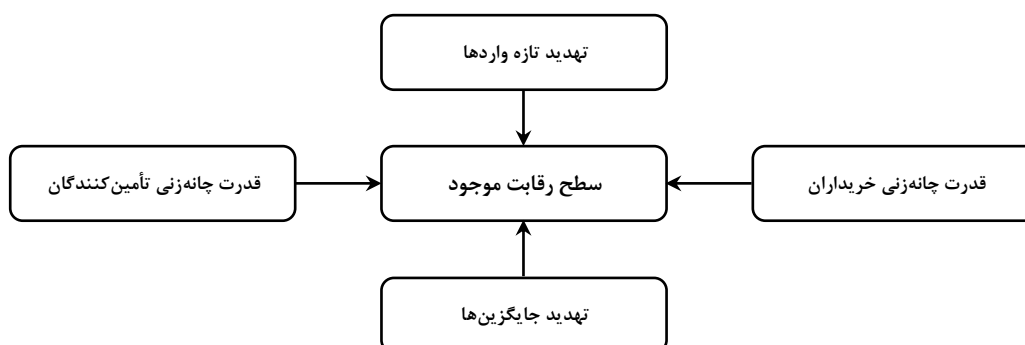 تهدید تازه واردها
قدرت چانه‌زنی خریداران
سطح رقابت موجود
قدرت چانه‌زنی تأمین‌کنندگان
تهدید جایگزین‌ها